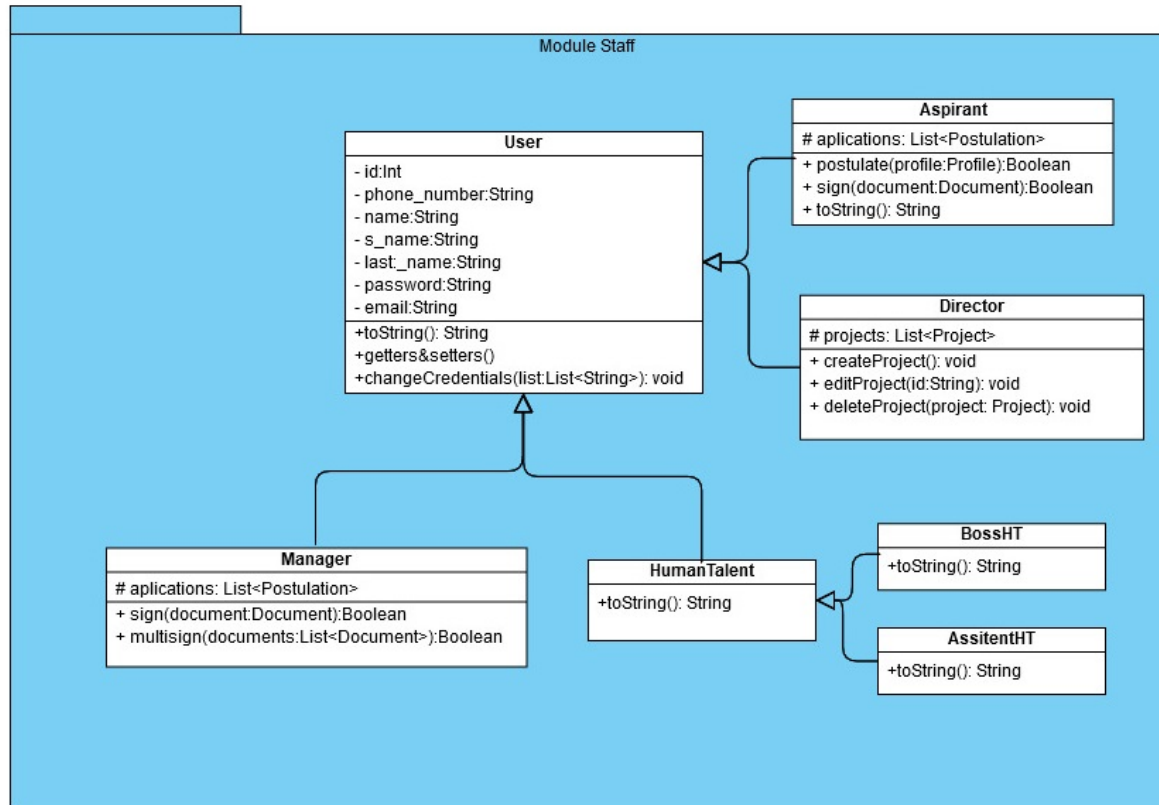 Module Staff
User
- id:Int
- phone_number:String
- name:String
- s_name:String
- last:_name:String
- password:String
- email:String
+toString(): String
+getters&setters()
+changeCredentials(list:List<String>): void
Aspirant
# aplications: List<Postulation>
+ postulate(profile:Profile):Boolean
+ sign(document:Document):Boolean
+ toString(): String
Director
# projects: List<Project>
+ createProject(): void
+ editProject(id:String): void
+ deleteProject(project: Project): void
Manager
# aplications: List<Postulation>
+ sign(document:Document):Boolean
+ multisign(documents:List<Document>):Boolean
HumanTalent
+toString(): String
BossHT
+toString(): String
AssitentHT
+toString(): String